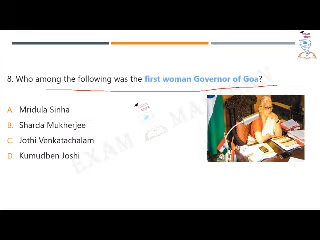 8. Who among the following was the first woman Governor of Goa?
A. Mridula Sinha
B. Sharda Mukherjee
C. Jothi Venkatachalam
D. Kumudben Joshi